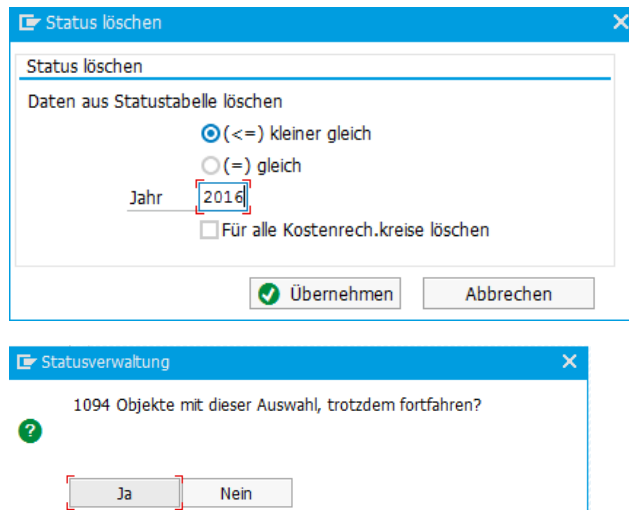 Status löschen
Status löschen
Daten aus Statustabelle löschen
(<=) kleiner gleich
(=) gleich
Jahr 2016
Für alle Kostenrech.kreise löschen
Übernehmen Abbrechen
Statusverwaltung
1094 Objekte mit dieser Auswahl, trotzdem fortfahren?
Ja Nein